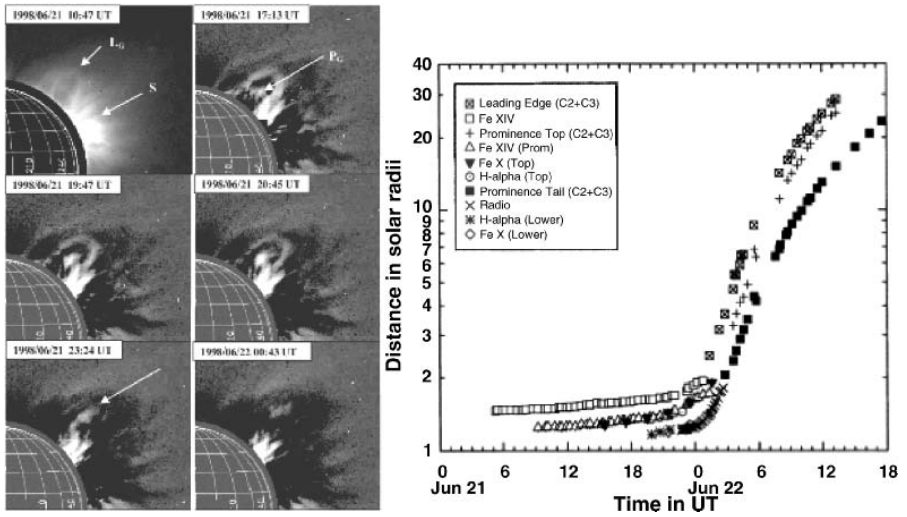 1998/06/21 10:47 UT
L G
S
1998/06/21 17:13 UT
P G
1998/06/21 19:47 UT
1998/06/21 20:45 UT
1998/06/21 23:24 UT
1998/06/22 00:43 UT
Distance in solar radii
40
30
20
10
9
8
7
6
5
4
3
2
1
Leading Edge (C2+C3)
Fe XIV
Prominence Top (C2+C3)
Fe XIV (Prom)
Fe X (Top)
H-alpha (Top)
Prominence Tail (C2+C3)
Radio
H-alpha (Lower)
Fe X (Lower)
0 6 12 18 0 6 12 18
Jun 21 Jun 22
Time in UT